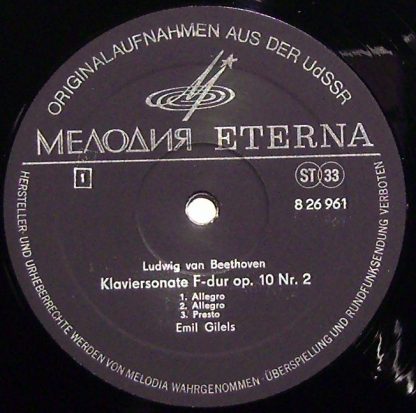 ORIGINALAUFNAHMEN AUS DER UdSSR
МЕЛОДИЯ ETERNA
1
ST 33
8 26 961
Ludwig van Beethoven
Klaviersonate F-dur op. 10 Nr. 2
1. Allegro
2. Allegro
3. Presto
Emil Gilels
HERSTELLER- UND URHEBERRECHTE WERDEN VON MELODIA WAHRGENOMMEN · ÜBERSPIELUNG UND RUNDFUNKSENDUNG VERBOTEN